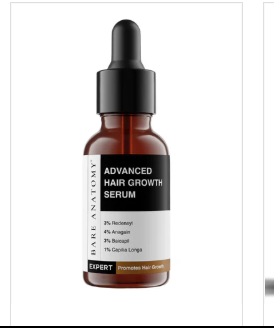 BARE ANATOMY
ADVANCED
HAIR GROWTH
SERUM
3% Redensyl
4% Anagain
3% Baicapil
1% Capilia Longa
EXPERT
Promotes Hair Growth